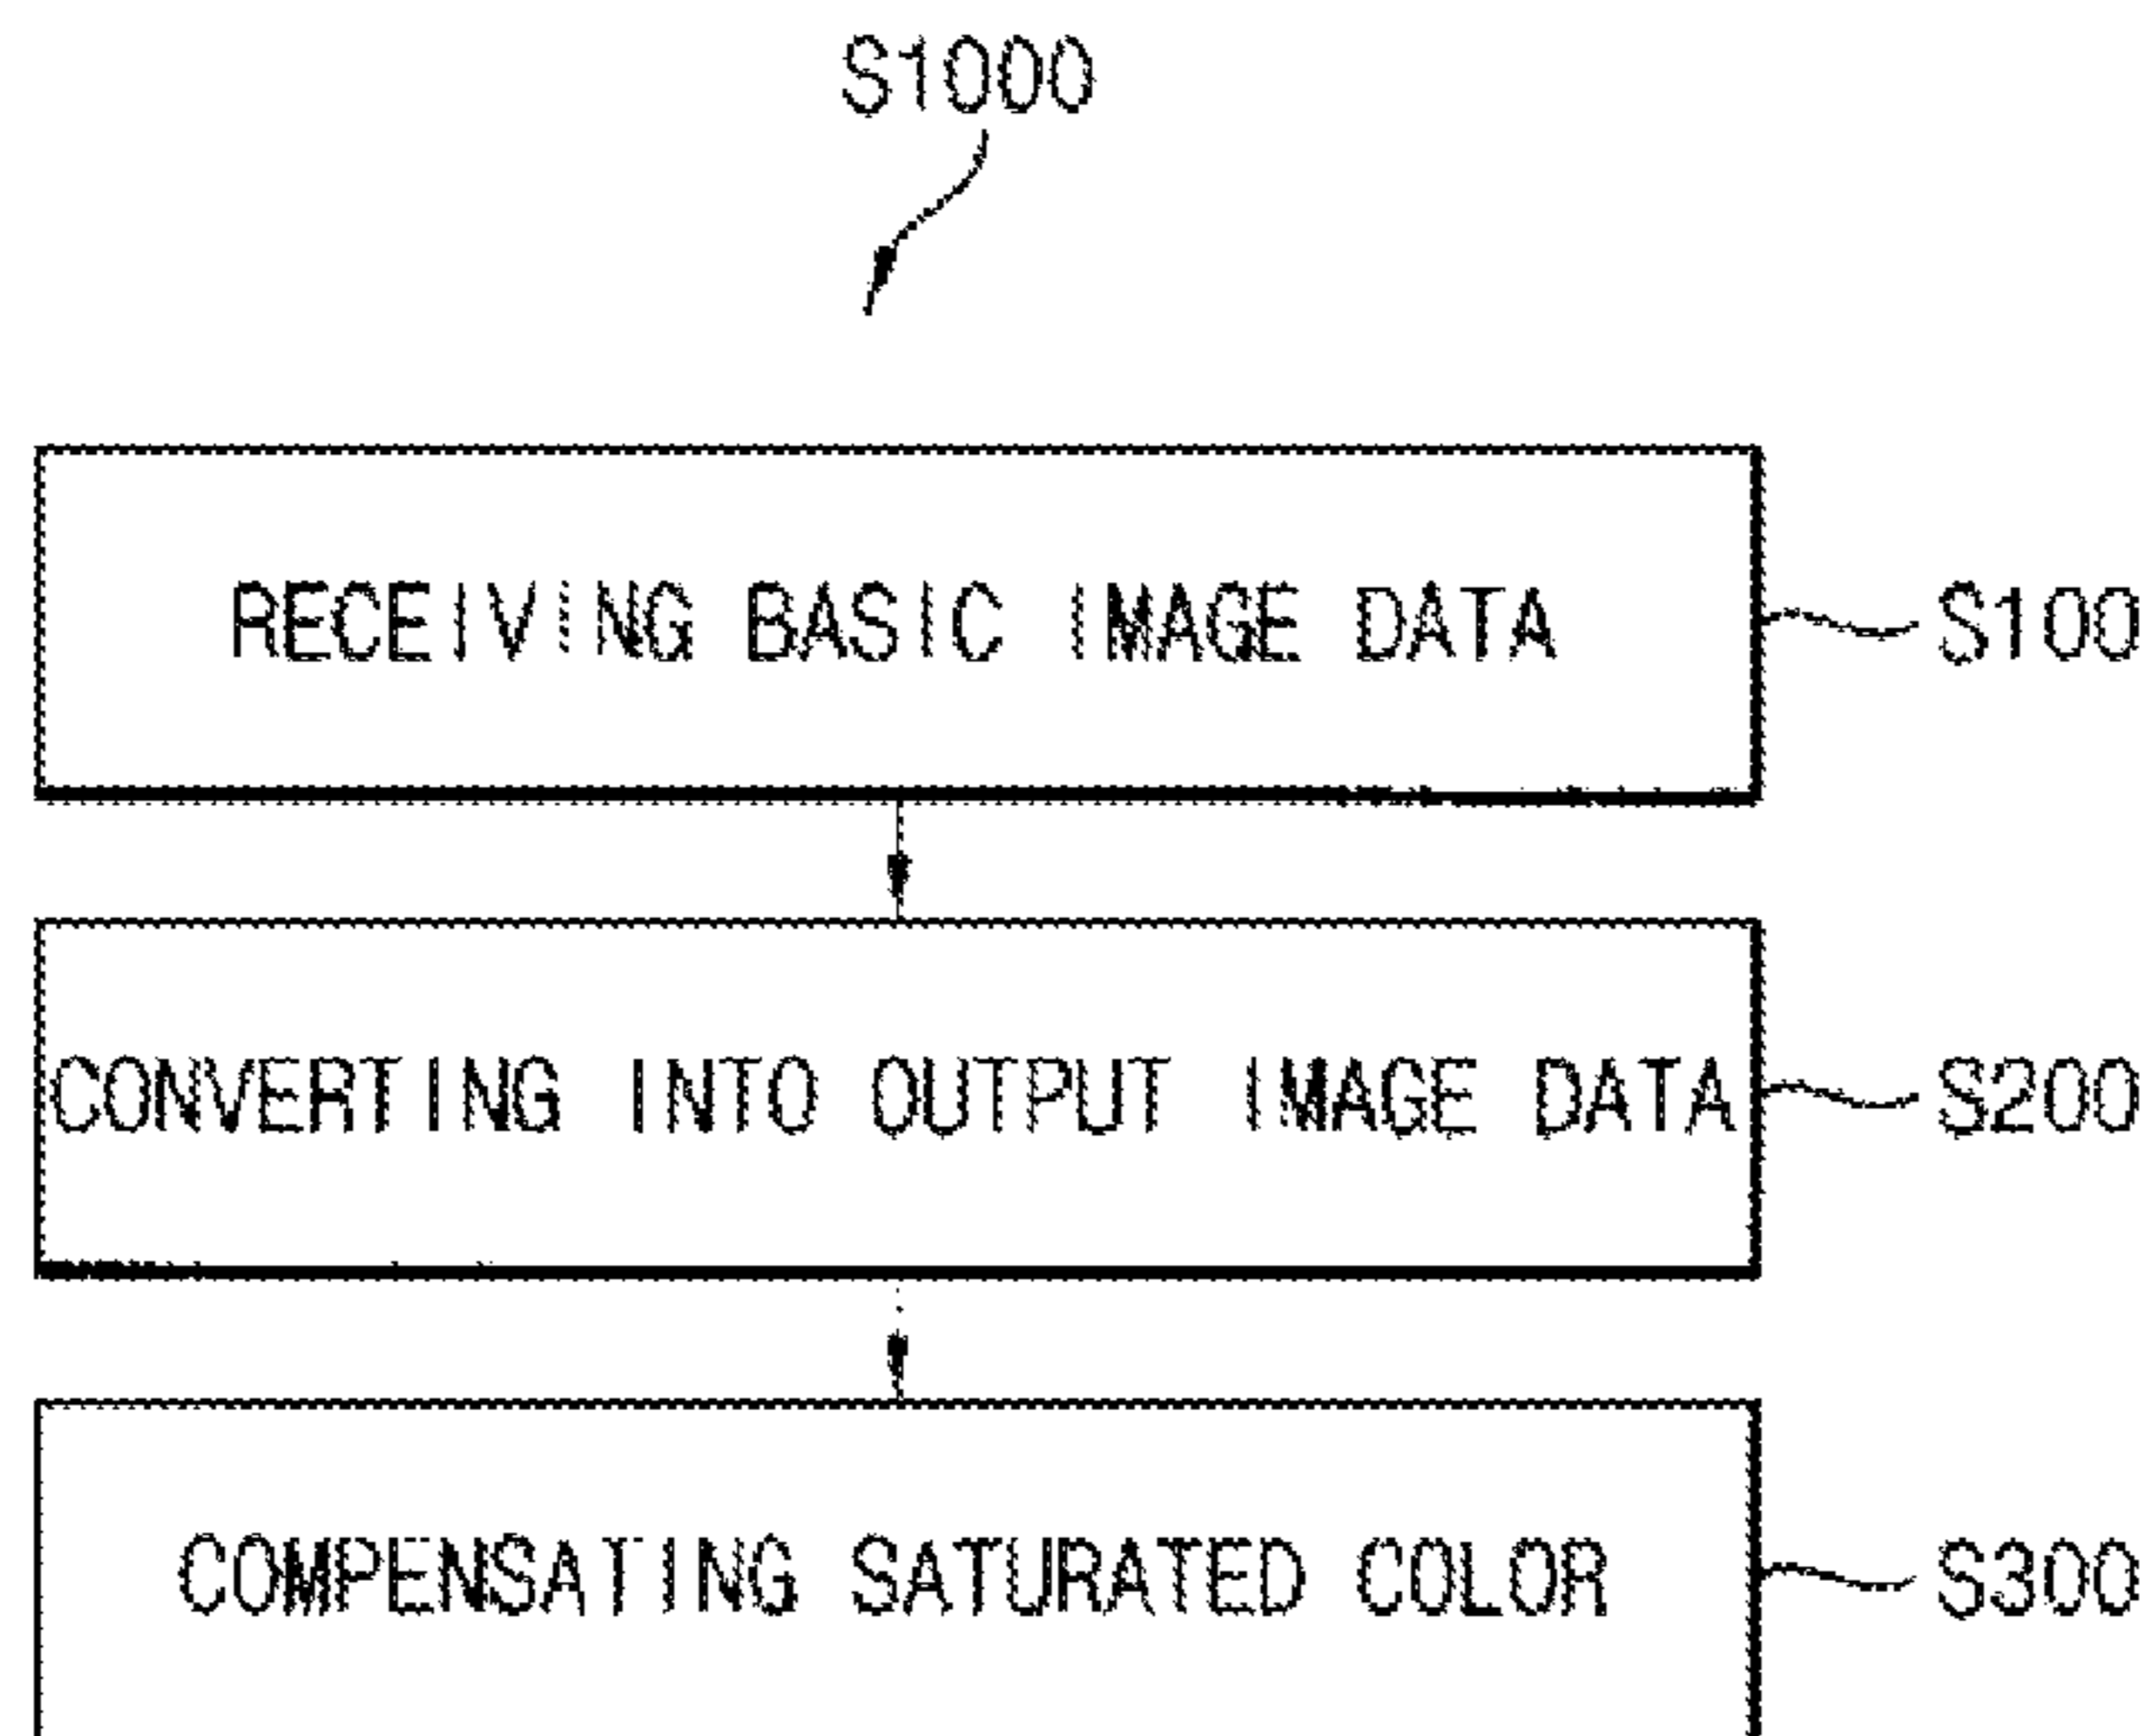 S1000
RECEIVING BASIC IMAGE DATA
S100
CONVERTING INTO OUTPUT IMAGE DATA
S200
COMPENSATING SATURATED COLOR
S300